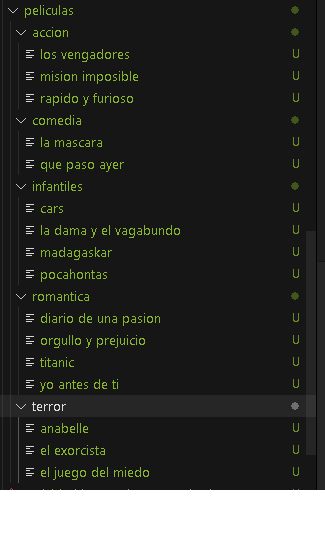 peliculas
accion
los vengadores U
mision imposible U
rapido y furioso U
comedia
la mascara U
que paso ayer U
infantiles
cars U
la dama y el vagabundo U
madagaskar U
pocahontas U
romantica
diario de una pasion U
orgullo y prejuicio U
titanic U
yo antes de ti U
terror
anabelle U
el exorcista U
el juego del miedo U